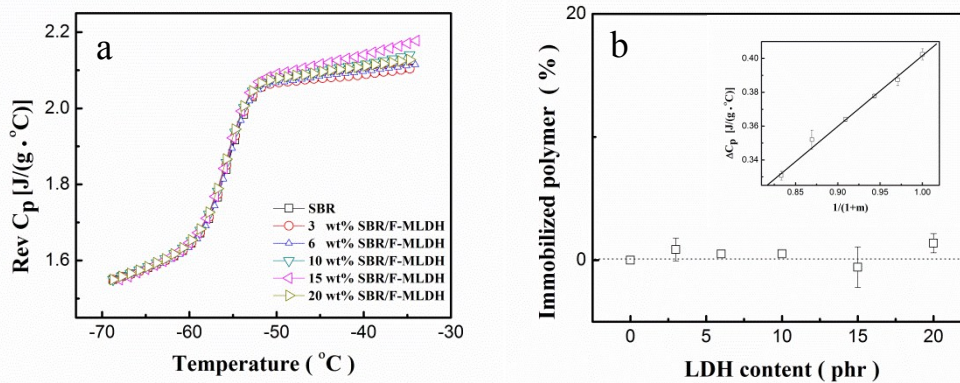 a
Rev Cp [J/(g·°C)]
2.2
2.0
1.8
1.6
-70
-60
-50
-40
-30
Temperature ( °C )
SBR
3 wt% SBR/F-MLDH
6 wt% SBR/F-MLDH
10 wt% SBR/F-MLDH
15 wt% SBR/F-MLDH
20 wt% SBR/F-MLDH
b
Immobilized polymer ( % )
20
0
0
5
10
15
20
LDH content ( phr )
ΔCp [J/(g·°C)]
0.40
0.38
0.36
0.34
0.85
0.90
0.95
1.00
1/(1+m)